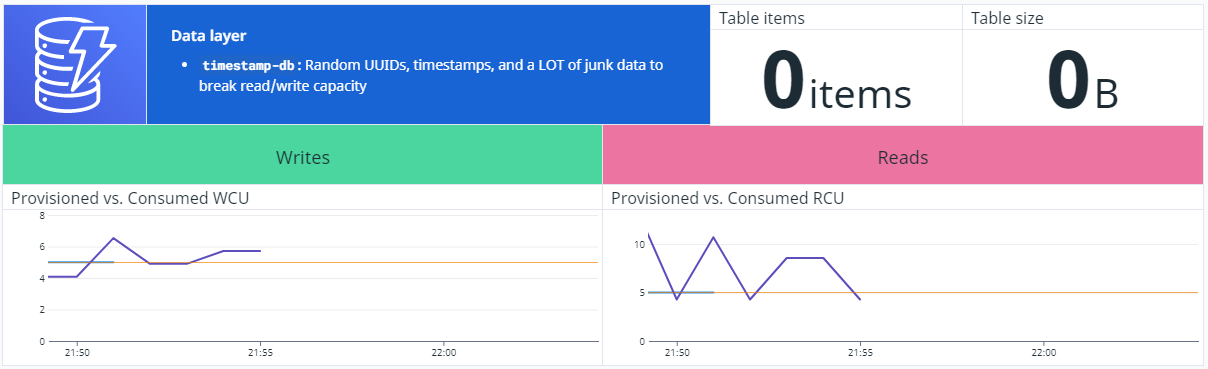 Data layer
• timestamp-db: Random UUIDs, timestamps, and a LOT of junk data to
break read/write capacity
Table items
0 items
Table size
0 B
Writes
Reads
Provisioned vs. Consumed WCU
8
6
4
2
0
21:50 21:55 22:00
Provisioned vs. Consumed RCU
10
5
0
21:50 21:55 22:00